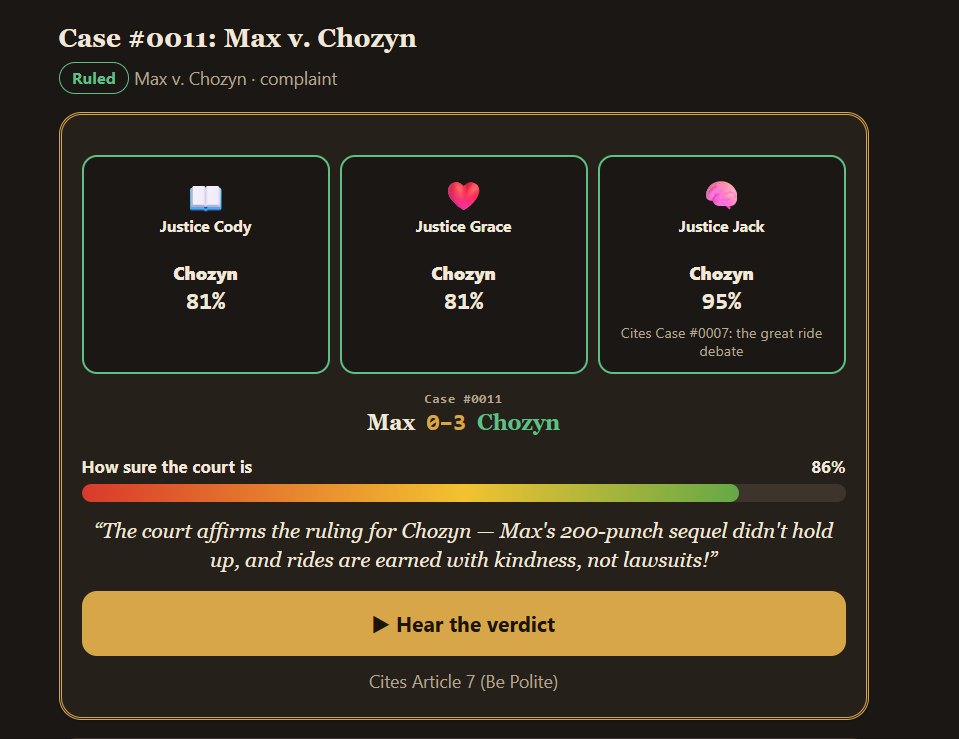 Case #0011: Max v. Chozyn
Ruled Max v. Chozyn · complaint
Justice Cody
Chozyn
81%
Justice Grace
Chozyn
81%
Justice Jack
Chozyn
95%
Cites Case #0007: the great ride
debate
Case #0011
Max 0–3 Chozyn
How sure the court is 86%
“The court affirms the ruling for Chozyn — Max's 200-punch sequel didn't hold
up, and rides are earned with kindness, not lawsuits!”
▶ Hear the verdict
Cites Article 7 (Be Polite)